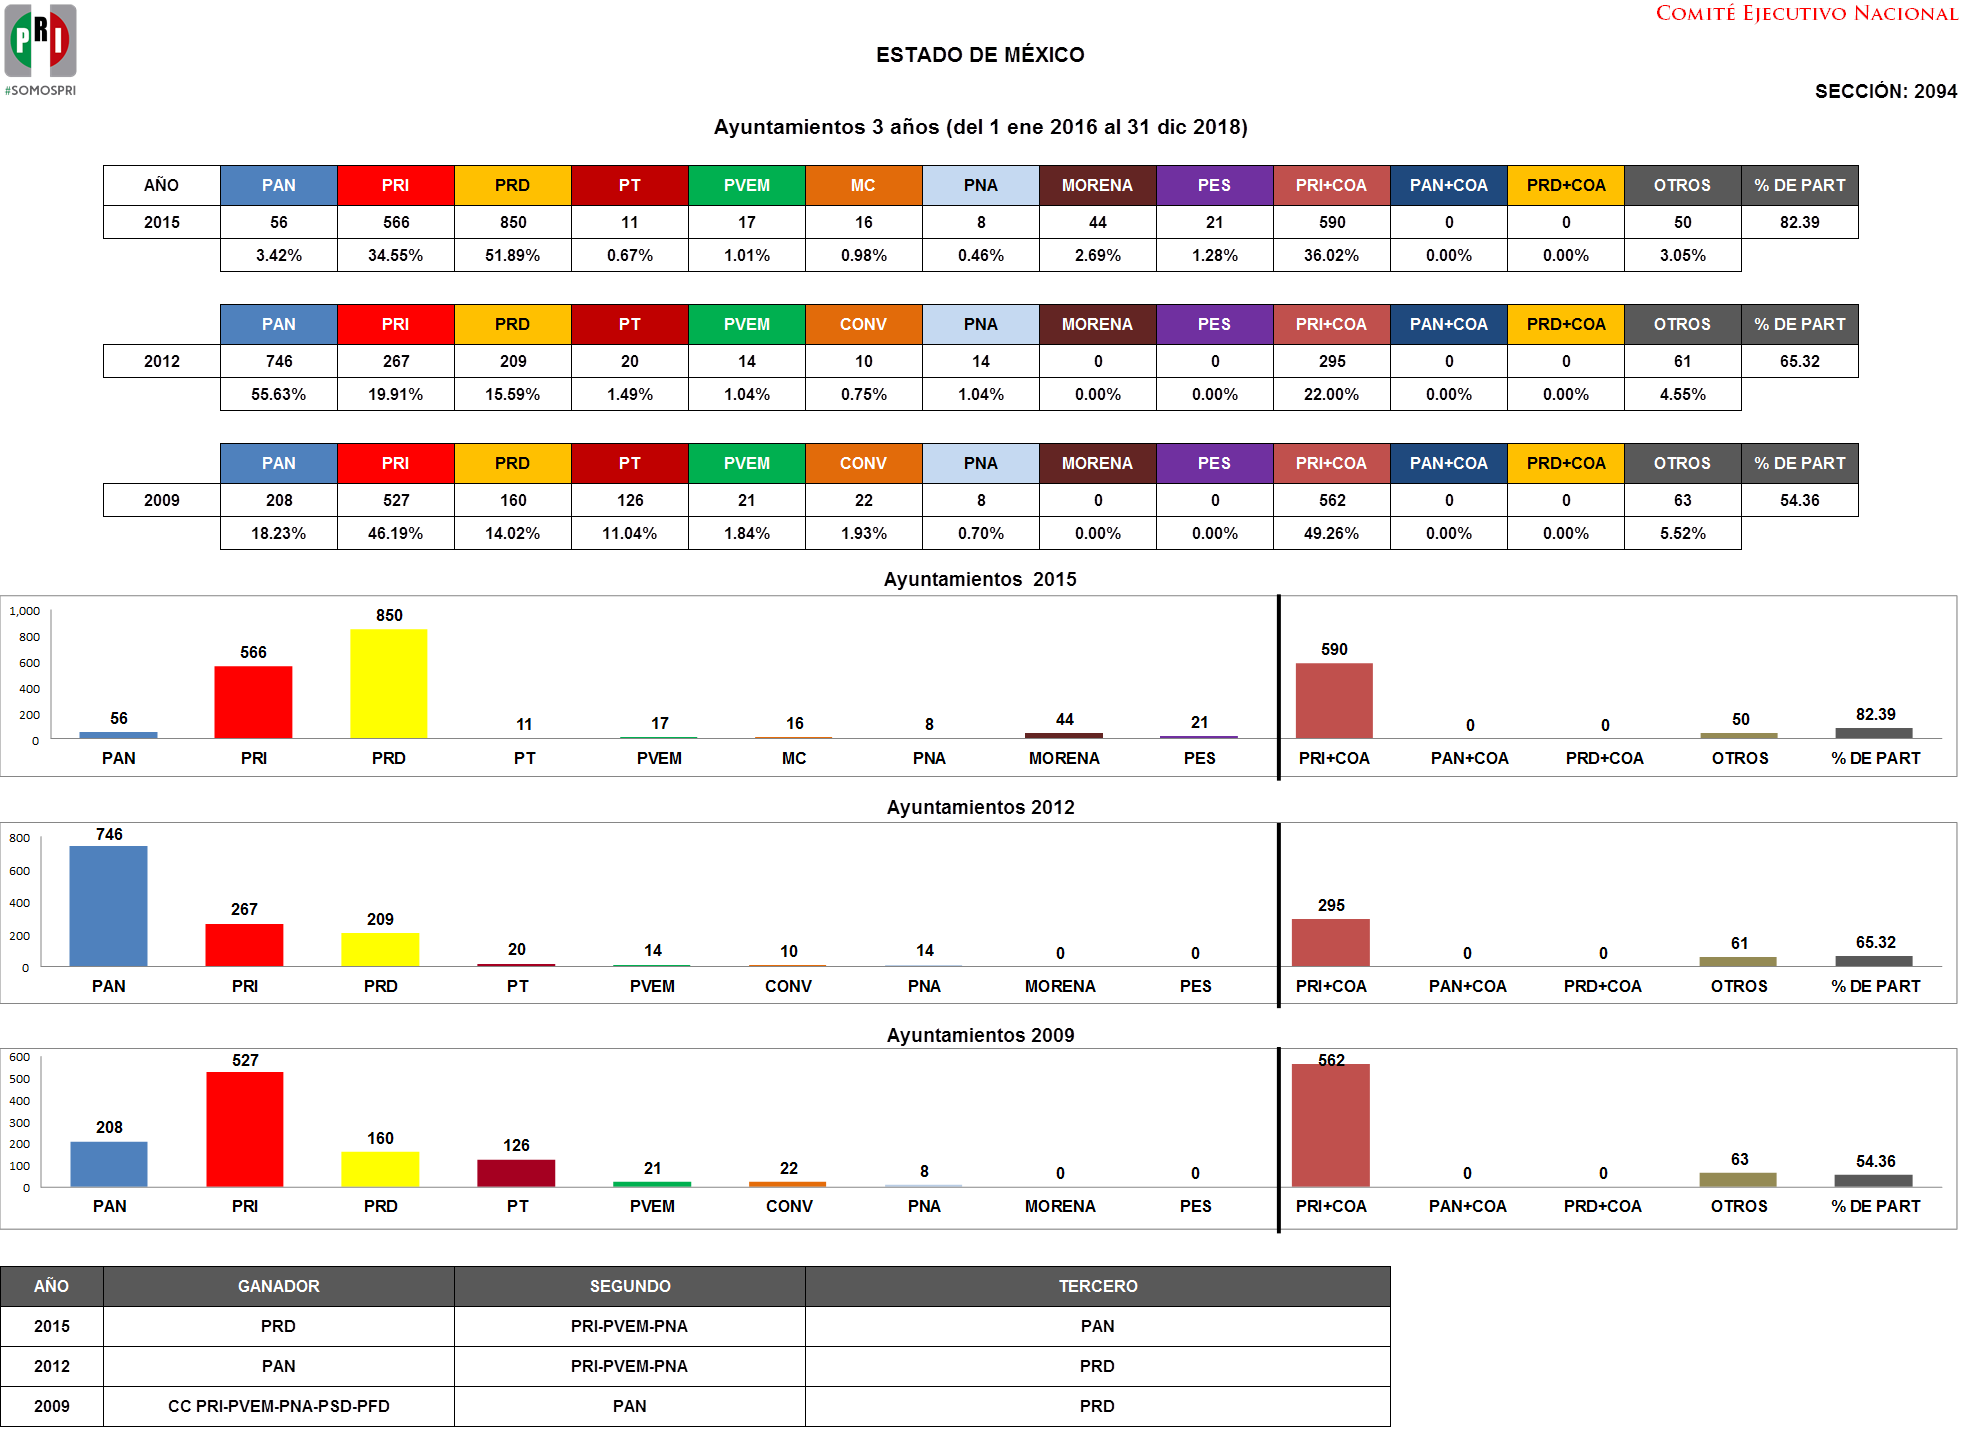 PRI
#SOMOSPRI
COMITÉ EJECUTIVO NACIONAL
ESTADO DE MÉXICO
SECCIÓN: 2094
Ayuntamientos 3 años (del 1 ene 2016 al 31 dic 2018)
AÑO PAN PRI PRD PT PVEM MC PNA MORENA PES PRI+COA PAN+COA PRD+COA OTROS % DE PART
2015 56 566 850 11 17 16 8 44 21 590 0 0 50 82.39
3.42% 34.55% 51.89% 0.67% 1.01% 0.98% 0.46% 2.69% 1.28% 36.02% 0.00% 0.00% 3.05%
PAN PRI PRD PT PVEM CONV PNA MORENA PES PRI+COA PAN+COA PRD+COA OTROS % DE PART
2012 746 267 209 20 14 10 14 0 0 295 0 0 61 65.32
55.63% 19.91% 15.59% 1.49% 1.04% 0.75% 1.04% 0.00% 0.00% 22.00% 0.00% 0.00% 4.55%
PAN PRI PRD PT PVEM CONV PNA MORENA PES PRI+COA PAN+COA PRD+COA OTROS % DE PART
2009 208 527 160 126 21 22 8 0 0 562 0 0 63 54.36
18.23% 46.19% 14.02% 11.04% 1.84% 1.93% 0.70% 0.00% 0.00% 49.26% 0.00% 0.00% 5.52%
Ayuntamientos 2015
1,000
800
600
400
200
0
56 566 850 11 17 16 8 44 21 590 0 0 50 82.39
PAN PRI PRD PT PVEM MC PNA MORENA PES PRI+COA PAN+COA PRD+COA OTROS % DE PART
Ayuntamientos 2012
800
600
400
200
0
746 267 209 20 14 10 14 0 0 295 0 0 61 65.32
PAN PRI PRD PT PVEM CONV PNA MORENA PES PRI+COA PAN+COA PRD+COA OTROS % DE PART
Ayuntamientos 2009
600
500
400
300
200
100
0
208 527 160 126 21 22 8 0 0 562 0 0 63 54.36
PAN PRI PRD PT PVEM CONV PNA MORENA PES PRI+COA PAN+COA PRD+COA OTROS % DE PART
AÑO GANADOR SEGUNDO TERCERO
2015 PRD PRI-PVEM-PNA PAN
2012 PAN PRI-PVEM-PNA PRD
2009 CC PRI-PVEM-PNA-PSD-PFD PAN PRD